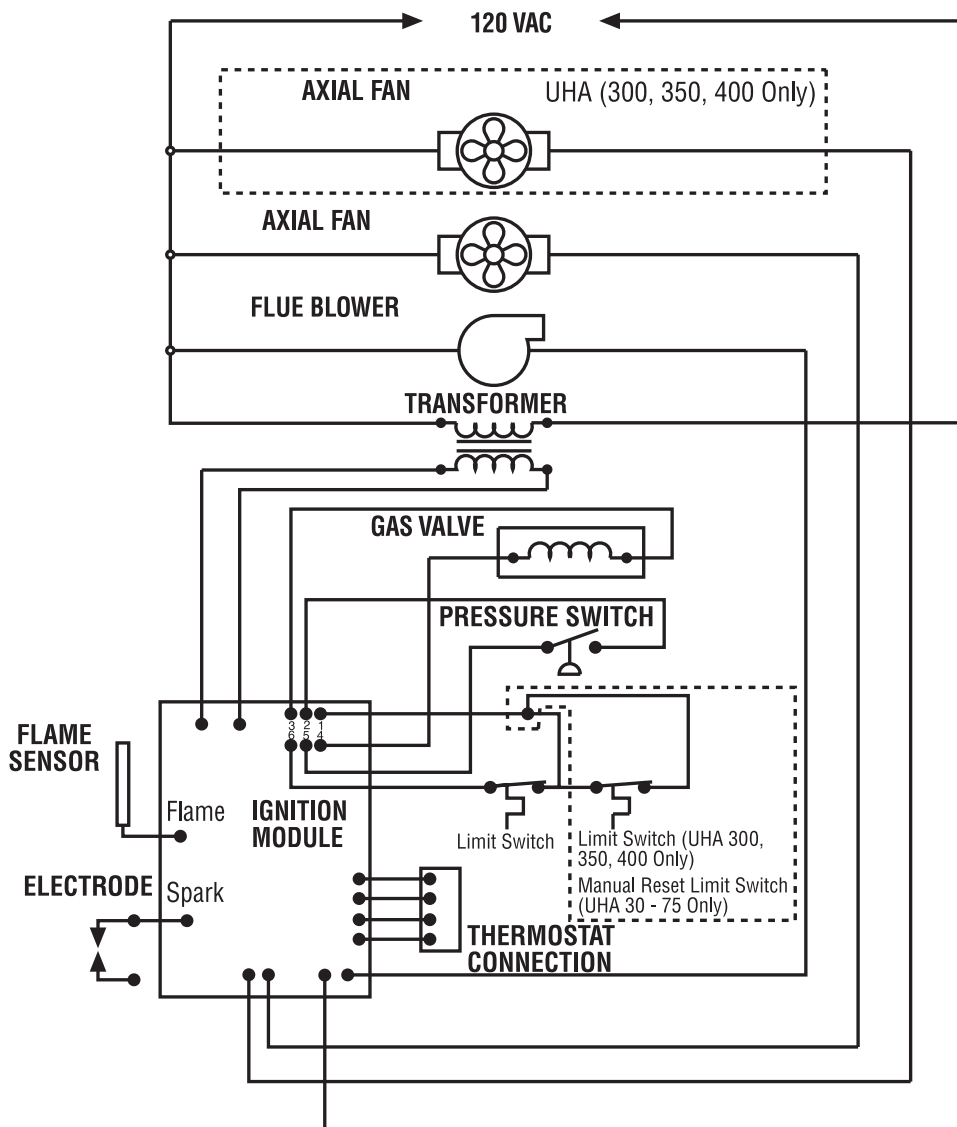 120 VAC
AXIAL FAN
UHA (300, 350, 400 Only)
AXIAL FAN
FLUE BLOWER
TRANSFORMER
GAS VALVE
PRESSURE SWITCH
3 2 1
6 5 4
FLAME
SENSOR
Flame
IGNITION
MODULE
Limit Switch
Limit Switch (UHA 300,
350, 400 Only)
Manual Reset Limit Switch
(UHA 30 - 75 Only)
ELECTRODE
Spark
THERMOSTAT
CONNECTION